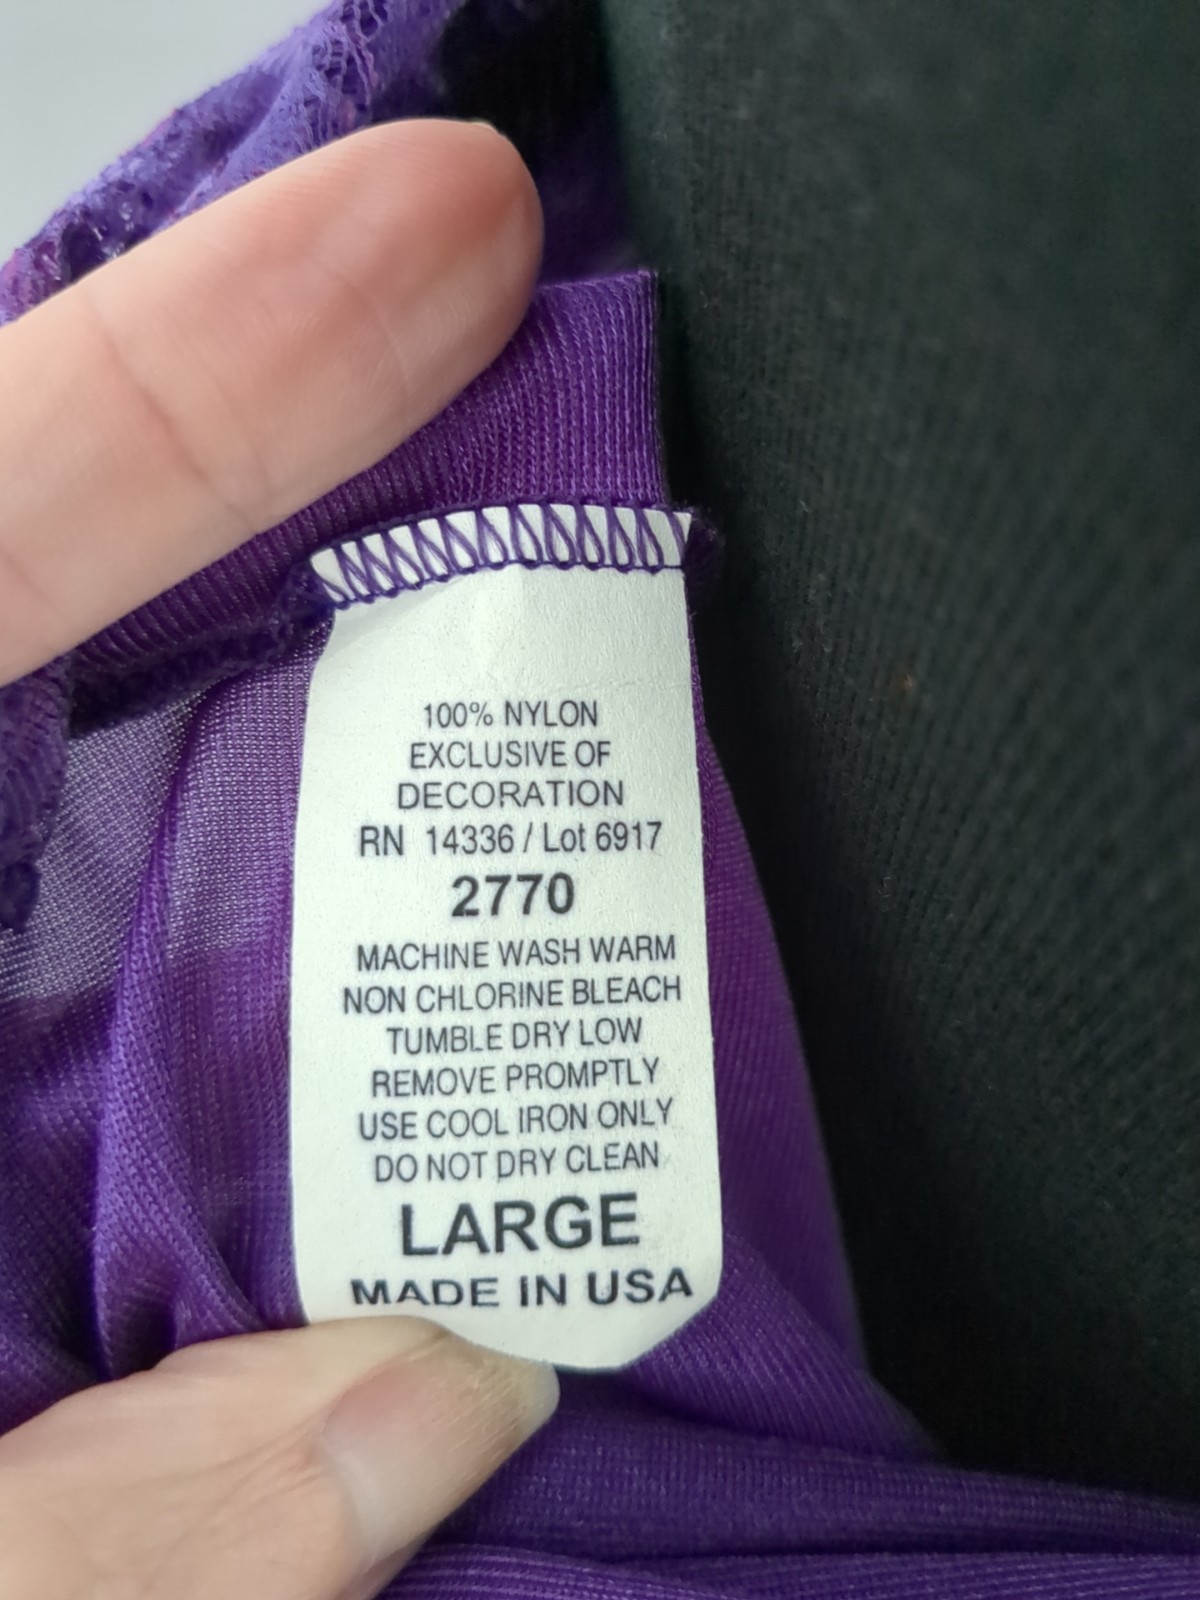 100% NYLON
EXCLUSIVE OF
DECORATION
RN 14336 / Lot 6917
2770
MACHINE WASH WARM
NON CHLORINE BLEACH
TUMBLE DRY LOW
REMOVE PROMPTLY
USE COOL IRON ONLY
DO NOT DRY CLEAN
LARGE
MADE IN USA